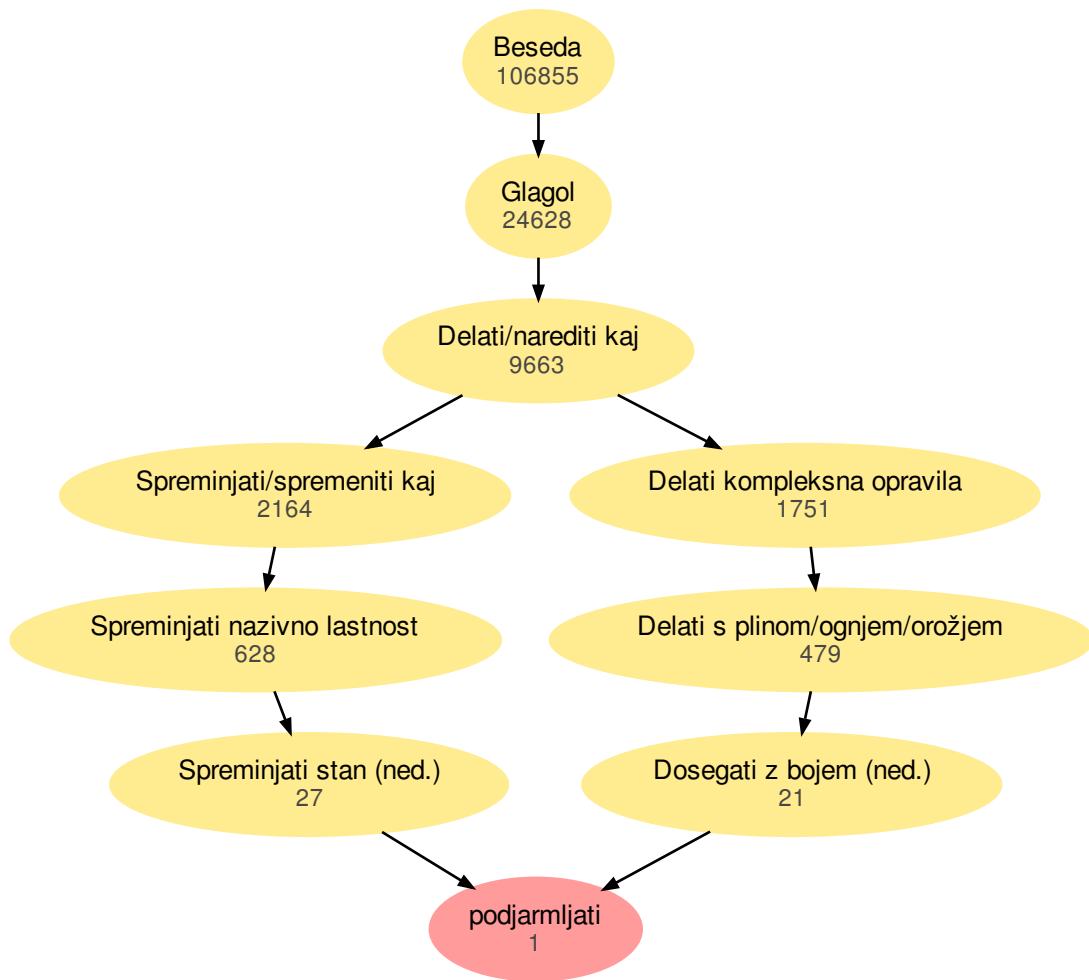 Beseda
106855
Glagol
24628
Delati/narediti kaj
9663
Spreminjati/spremeniti kaj
2164
Delati kompleksna opravila
1751
Spreminjati nazivno lastnost
628
Delati s plinom/ognjem/orožjem
479
Spreminjati stan (ned.)
27
Dosegati z bojem (ned.)
21
podjarmljati
1